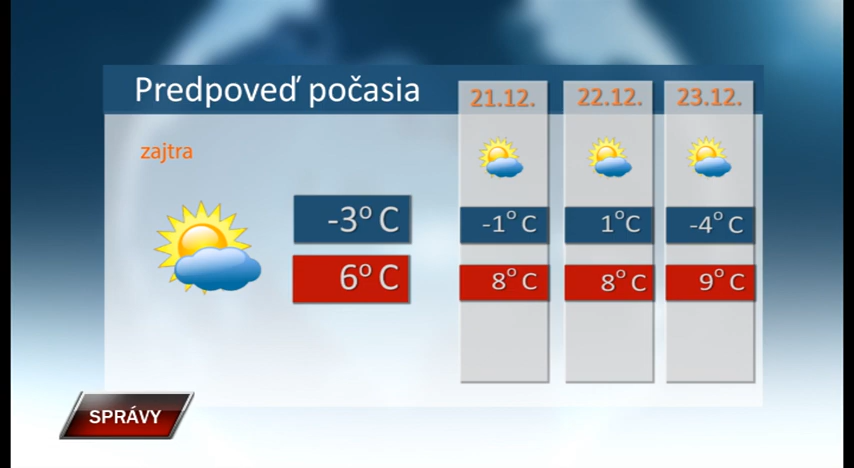 Predpoveď počasia
zajtra
-3° C
6° C
21.12.
-1° C
8° C
22.12.
1°C
8° C
23.12.
-4° C
9° C
SPRÁVY